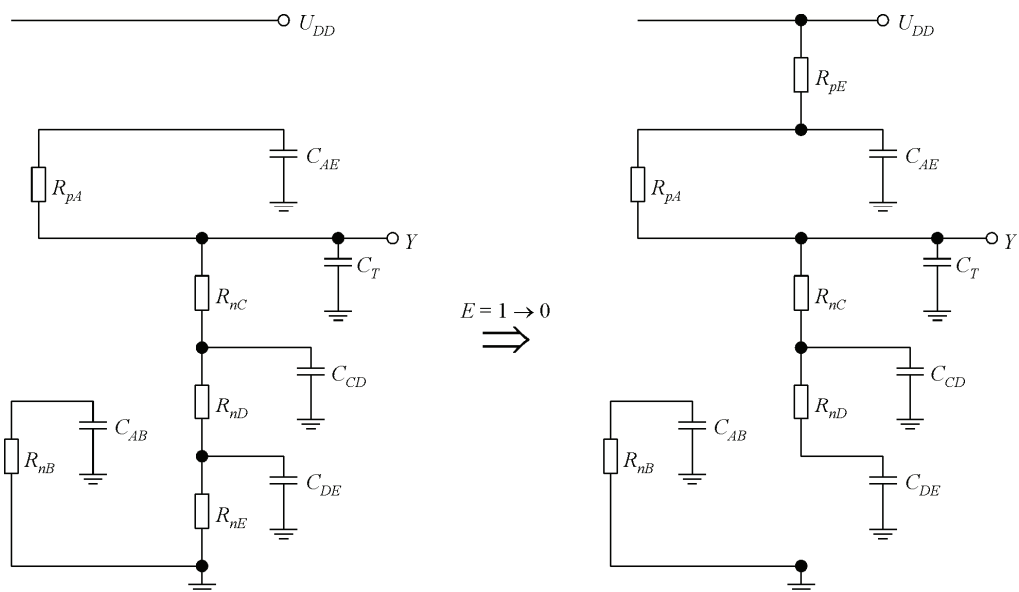 U_DD
C_AE
R_pA
Y
C_T
R_nC
C_CD
R_nD
C_AB
R_nB
C_DE
R_nE
E = 1 → 0
U_DD
R_pE
C_AE
R_pA
Y
C_T
R_nC
C_CD
R_nD
C_AB
R_nB
C_DE